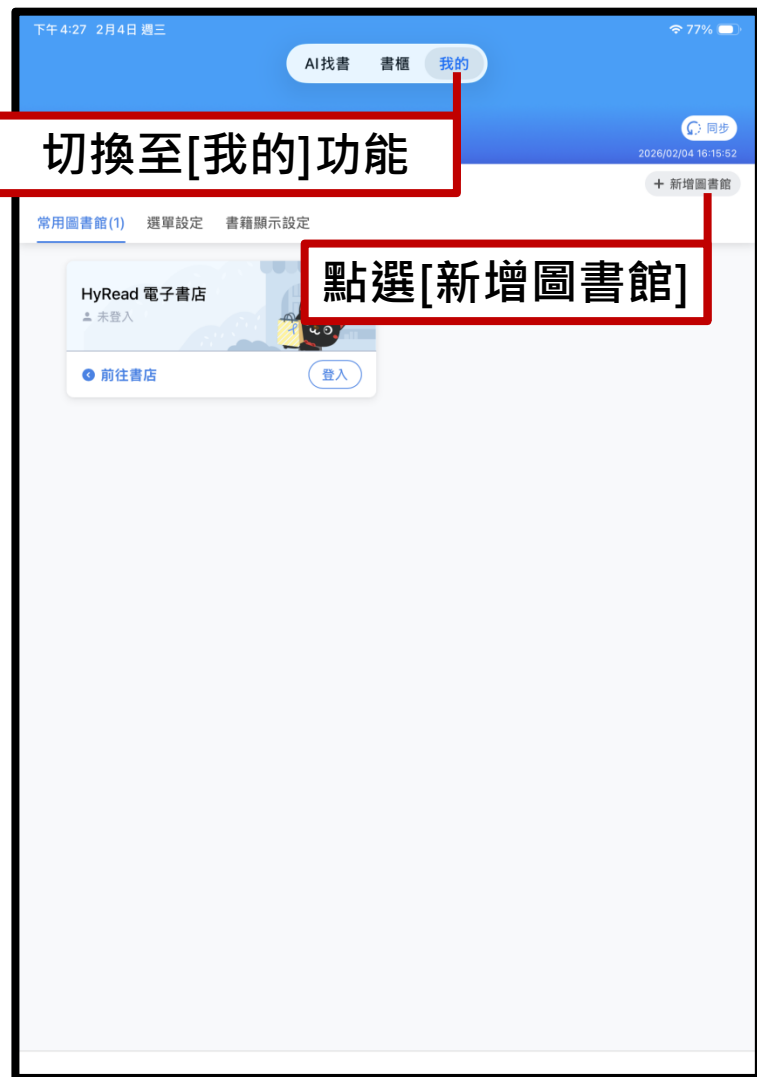 下午4:27 2月4日 週三 77%
AI找書 書櫃 我的
切換至[我的]功能
同步
2026/02/04 16:15:52
+ 新增圖書館
常用圖書館(1) 選單設定 書籍顯示設定
點選[新增圖書館]
HyRead 電子書店
未登入
前往書店 登入